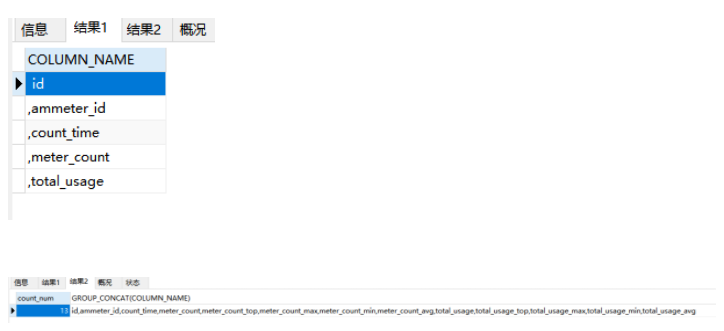 信息 结果1 结果2 概况
COLUMN_NAME
id
,ammeter_id
,count_time
,meter_count
,total_usage
信息 结果1 结果2 概况 状态
count_num GROUP_CONCAT(COLUMN_NAME)
13 id,ammeter_id,count_time,meter_count,meter_count_top,meter_count_max,meter_count_min,meter_count_avg,total_usage,total_usage_top,total_usage_max,total_usage_min,total_usage_avg